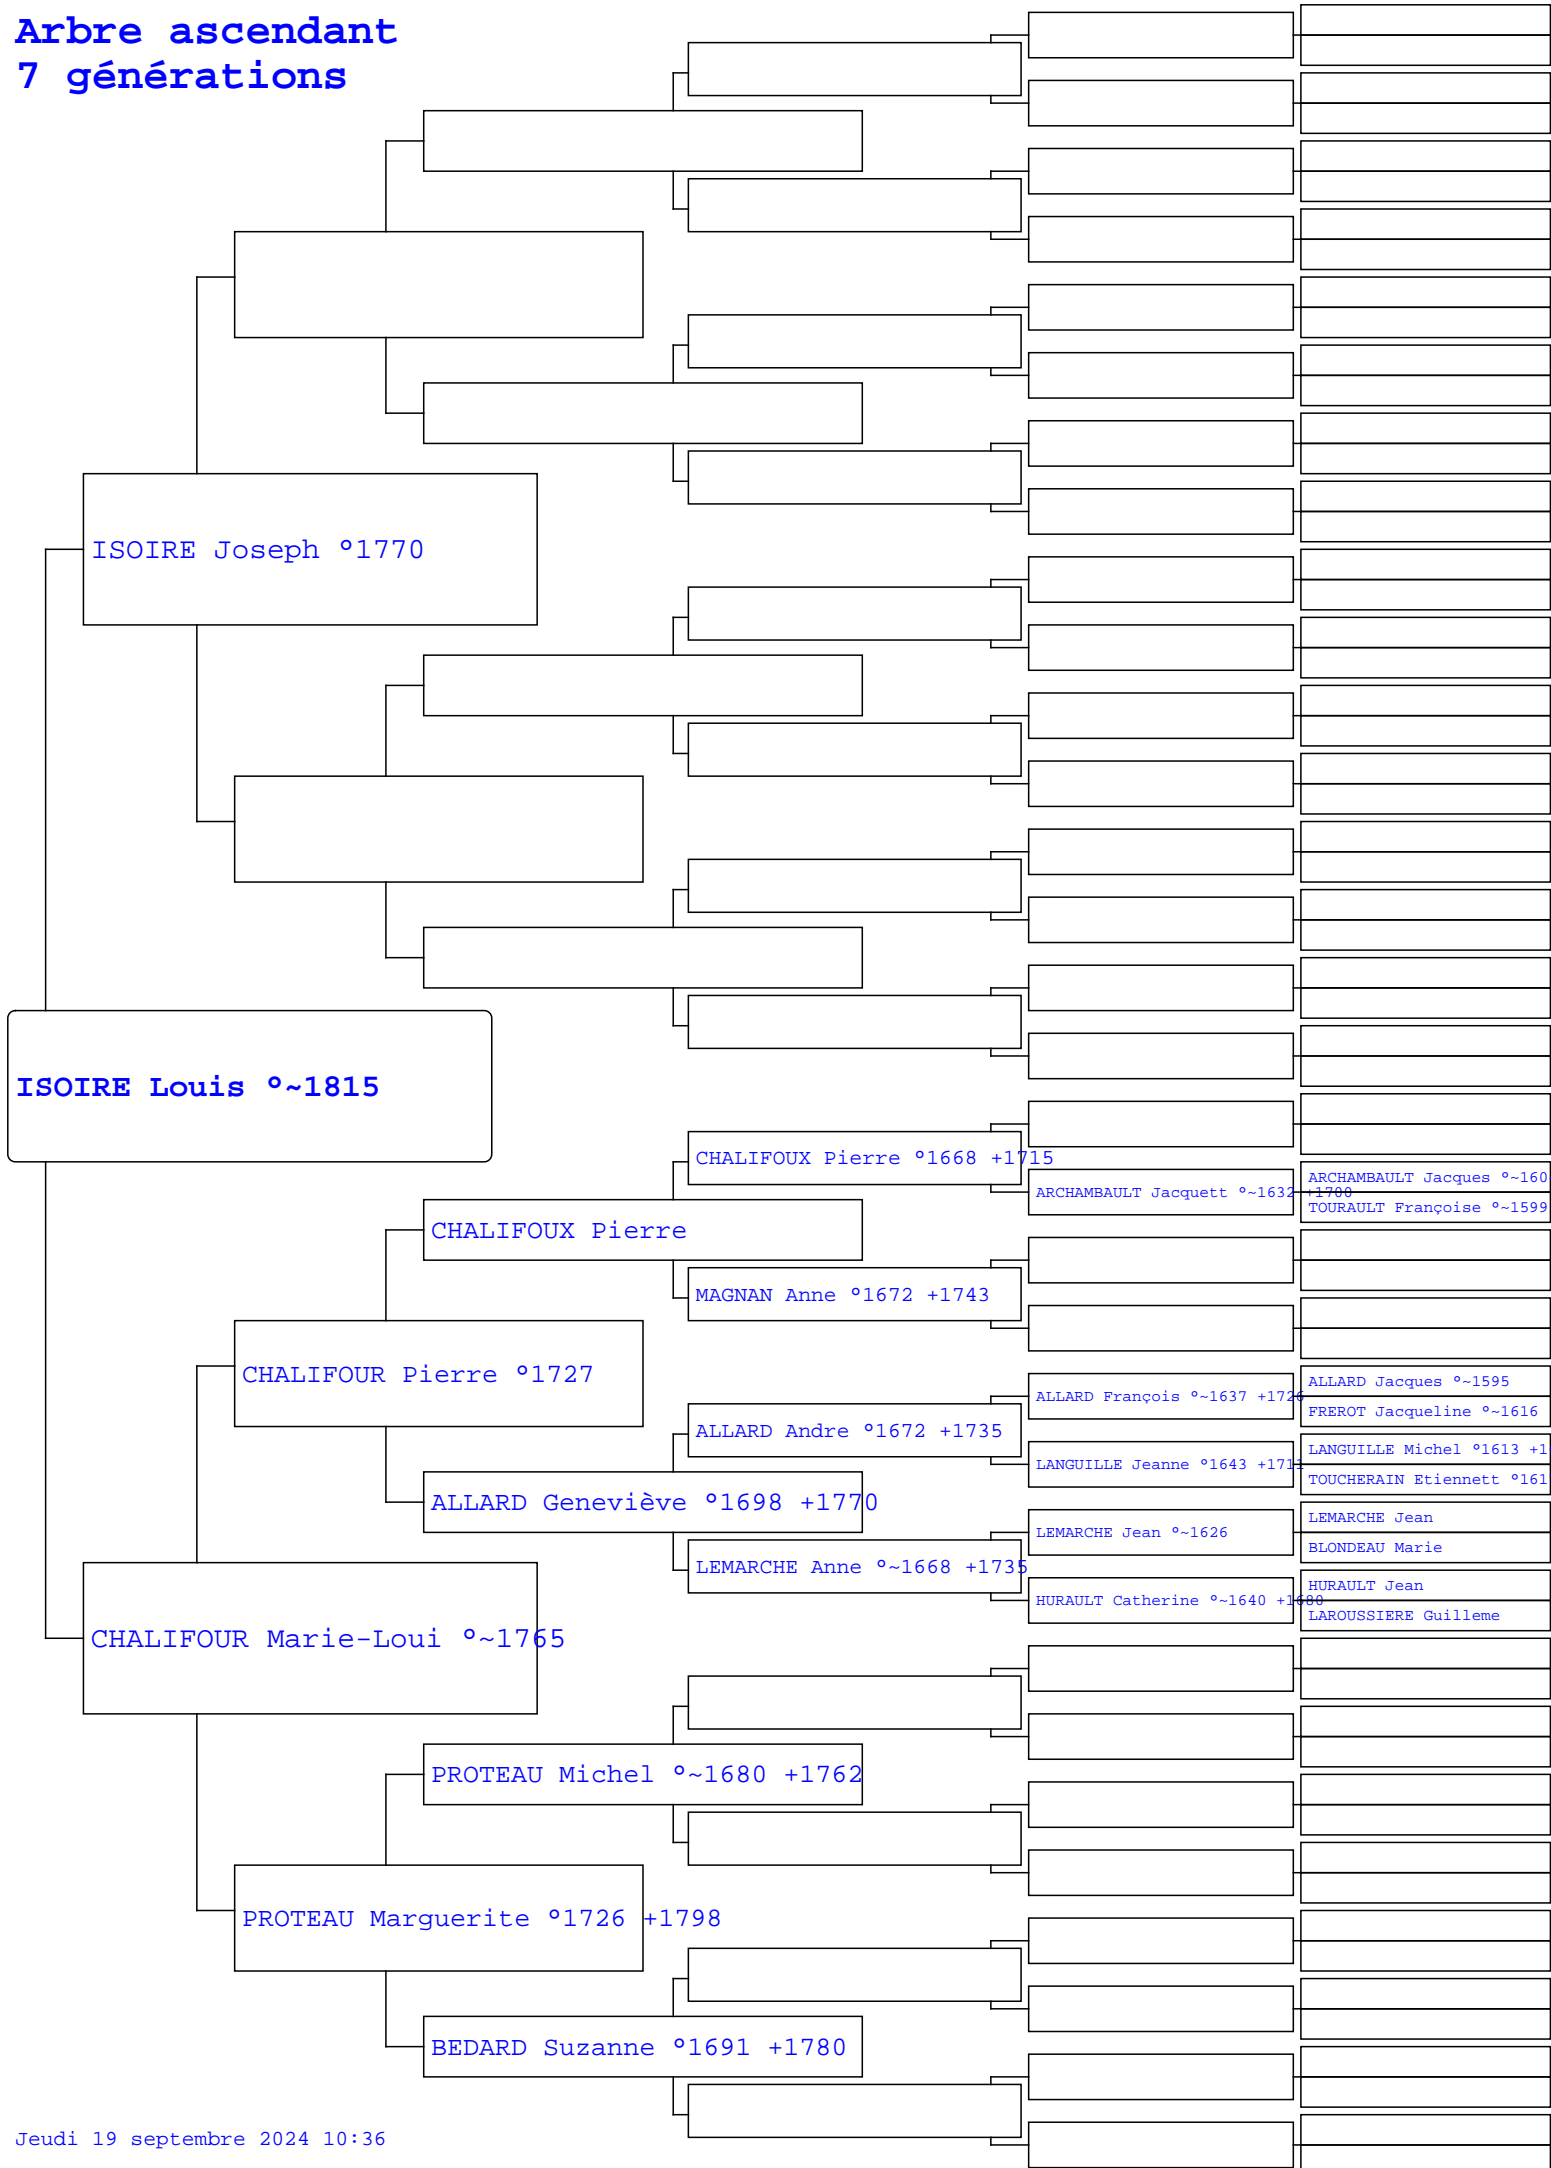 Arbre ascendant
7 générations
ISOIRE Joseph °1770
ISOIRE Louis °~1815
CHALIFOUX Pierre °1668 +1715
ARCHAMBAULT Jacques °~160
ARCHAMBAULT Jacquett °~1632 +1700
TOURAULT Françoise °~1599
CHALIFOUX Pierre
MAGNAN Anne °1672 +1743
CHALIFOUR Pierre °1727
ALLARD Jacques °~1595
ALLARD François °~1637 +1726
FREROT Jacqueline °~1616
ALLARD Andre °1672 +1735
LANGUILLE Michel °1613 +1
LANGUILLE Jeanne °1643 +1711
TOUCHERAIN Etiennett °161
ALLARD Geneviève °1698 +1770
LEMARCHE Jean
LEMARCHE Jean °~1626
BLONDEAU Marie
LEMARCHE Anne °~1668 +1735
HURAULT Jean
HURAULT Catherine °~1640 +1680
LAROUSSIERE Guilleme
CHALIFOUR Marie-Loui °~1765
PROTEAU Michel °~1680 +1762
PROTEAU Marguerite °1726 +1798
BEDARD Suzanne °1691 +1780
Jeudi 19 septembre 2024 10:36